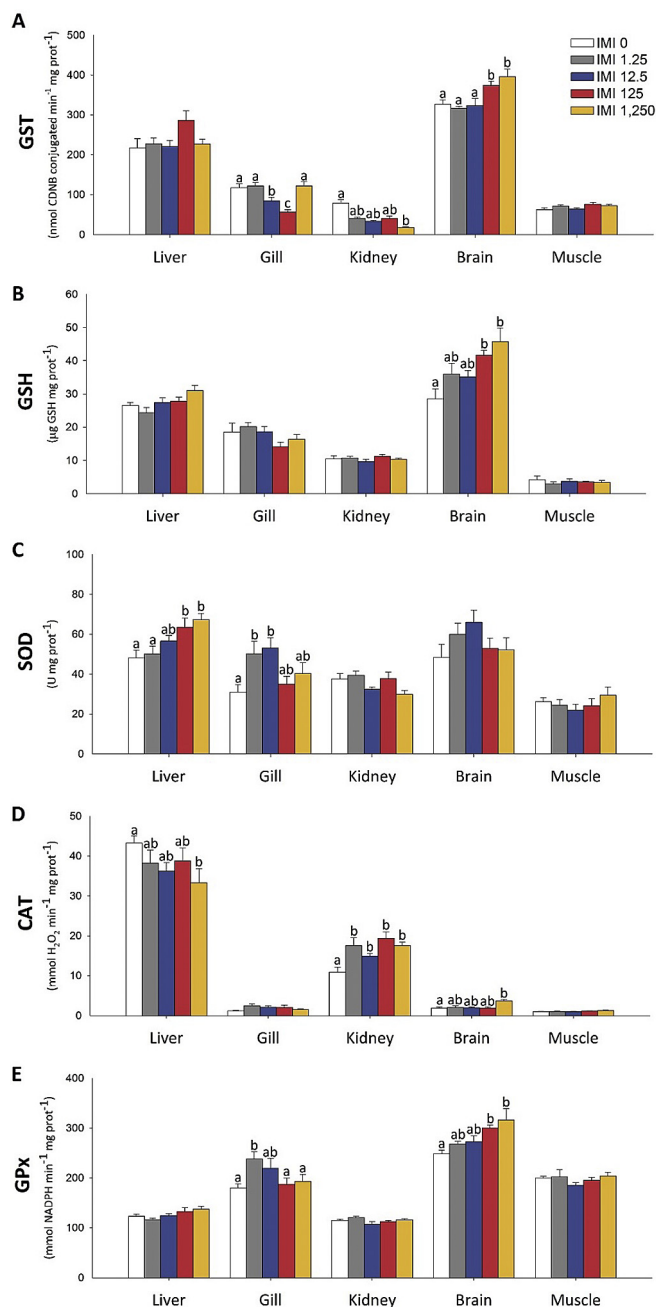 A
IMI 0
IMI 1.25
IMI 12.5
IMI 125
IMI 1,250
GST
(nmol CDNB conjugated min⁻¹ mg prot⁻¹)
500
400
300
200
100
0
a a b c a
a ab ab ab b
a a a b b
Liver Gill Kidney Brain Muscle
B
GSH
(µg GSH mg prot⁻¹)
60
50
40
30
20
10
0
a ab ab b b
Liver Gill Kidney Brain Muscle
C
SOD
(U mg prot⁻¹)
100
80
60
40
20
0
a a ab b b
a b b ab ab
Liver Gill Kidney Brain Muscle
D
CAT
(mmol H₂O₂ min⁻¹ mg prot⁻¹)
50
40
30
20
10
0
a ab ab ab b
a b b b b
a ab ab ab b
Liver Gill Kidney Brain Muscle
E
GPx
(mmol NADPH min⁻¹ mg prot⁻¹)
400
300
200
100
0
a b ab a a
a ab ab b b
Liver Gill Kidney Brain Muscle